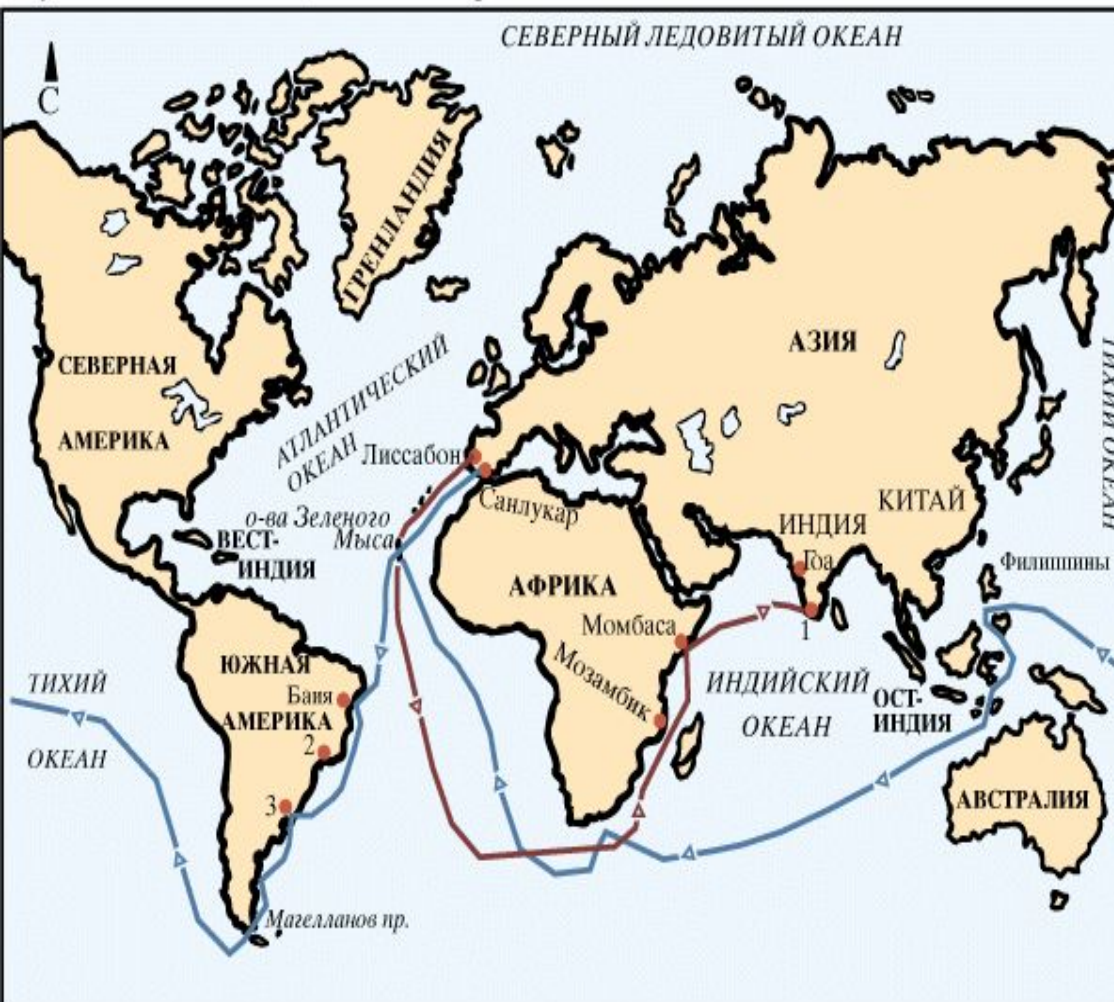 СЕВЕРНЫЙ ЛЕДОВИТЫЙ ОКЕАН
С
ГРЕНЛАНДИЯ
АЗИЯ
СЕВЕРНАЯ
АМЕРИКА
АТЛАНТИЧЕСКИЙ
ОКЕАН
ТИХИЙ ОКЕАН
Лиссабон
Санлукар
о-ва Зеленого
Мыса
ВЕСТ-
ИНДИЯ
КИТАЙ
ИНДИЯ
Гоа
Филиппины
АФРИКА
1
Момбаса
Мозамбик
ЮЖНАЯ
АМЕРИКА
Баия
2
3
ТИХИЙ
ОКЕАН
ИНДИЙСКИЙ
ОКЕАН
ОСТ-
ИНДИЯ
АВСТРАЛИЯ
Магелланов пр.